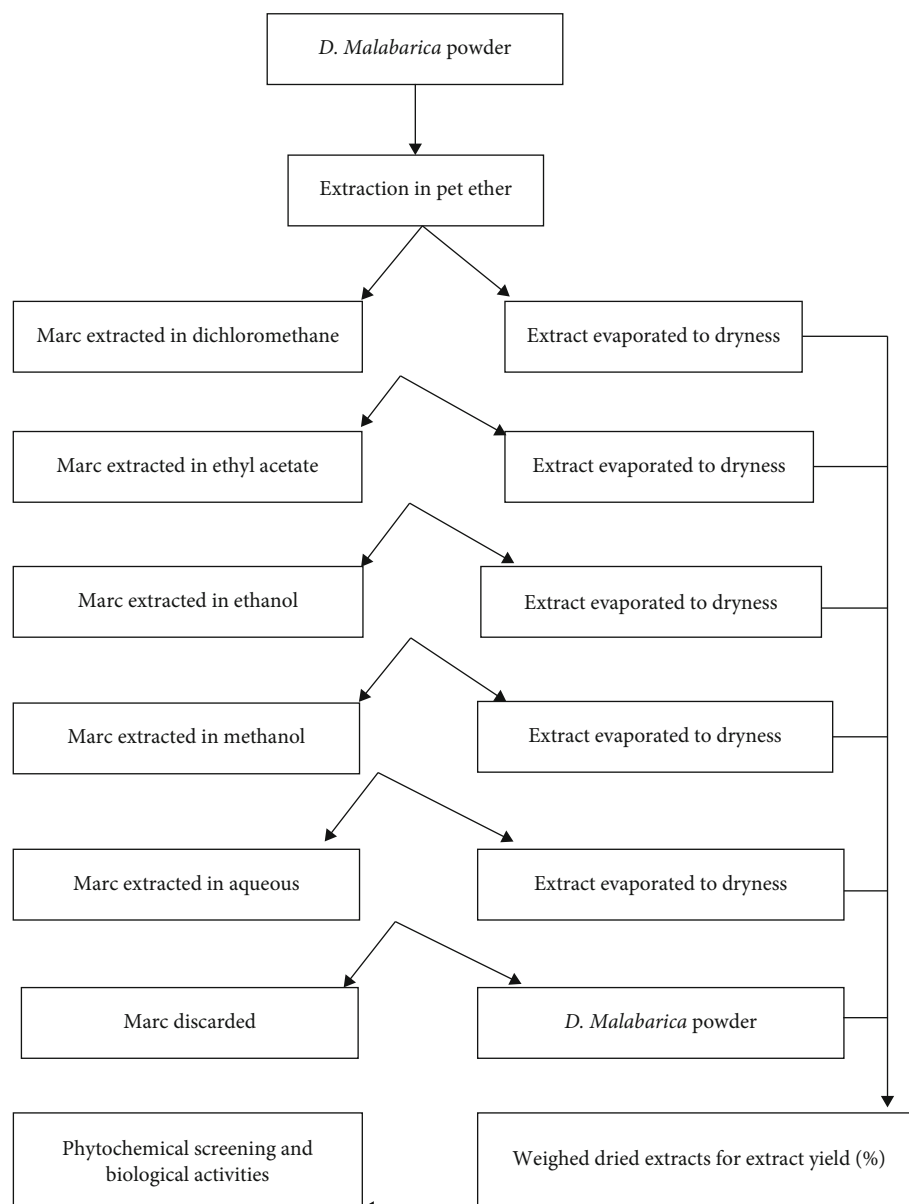 D. Malabarica powder
Extraction in pet ether
Marc extracted in dichloromethane
Extract evaporated to dryness
Marc extracted in ethyl acetate
Extract evaporated to dryness
Marc extracted in ethanol
Extract evaporated to dryness
Marc extracted in methanol
Extract evaporated to dryness
Marc extracted in aqueous
Extract evaporated to dryness
Marc discarded
D. Malabarica powder
Phytochemical screening and
biological activities
Weighed dried extracts for extract yield (%)